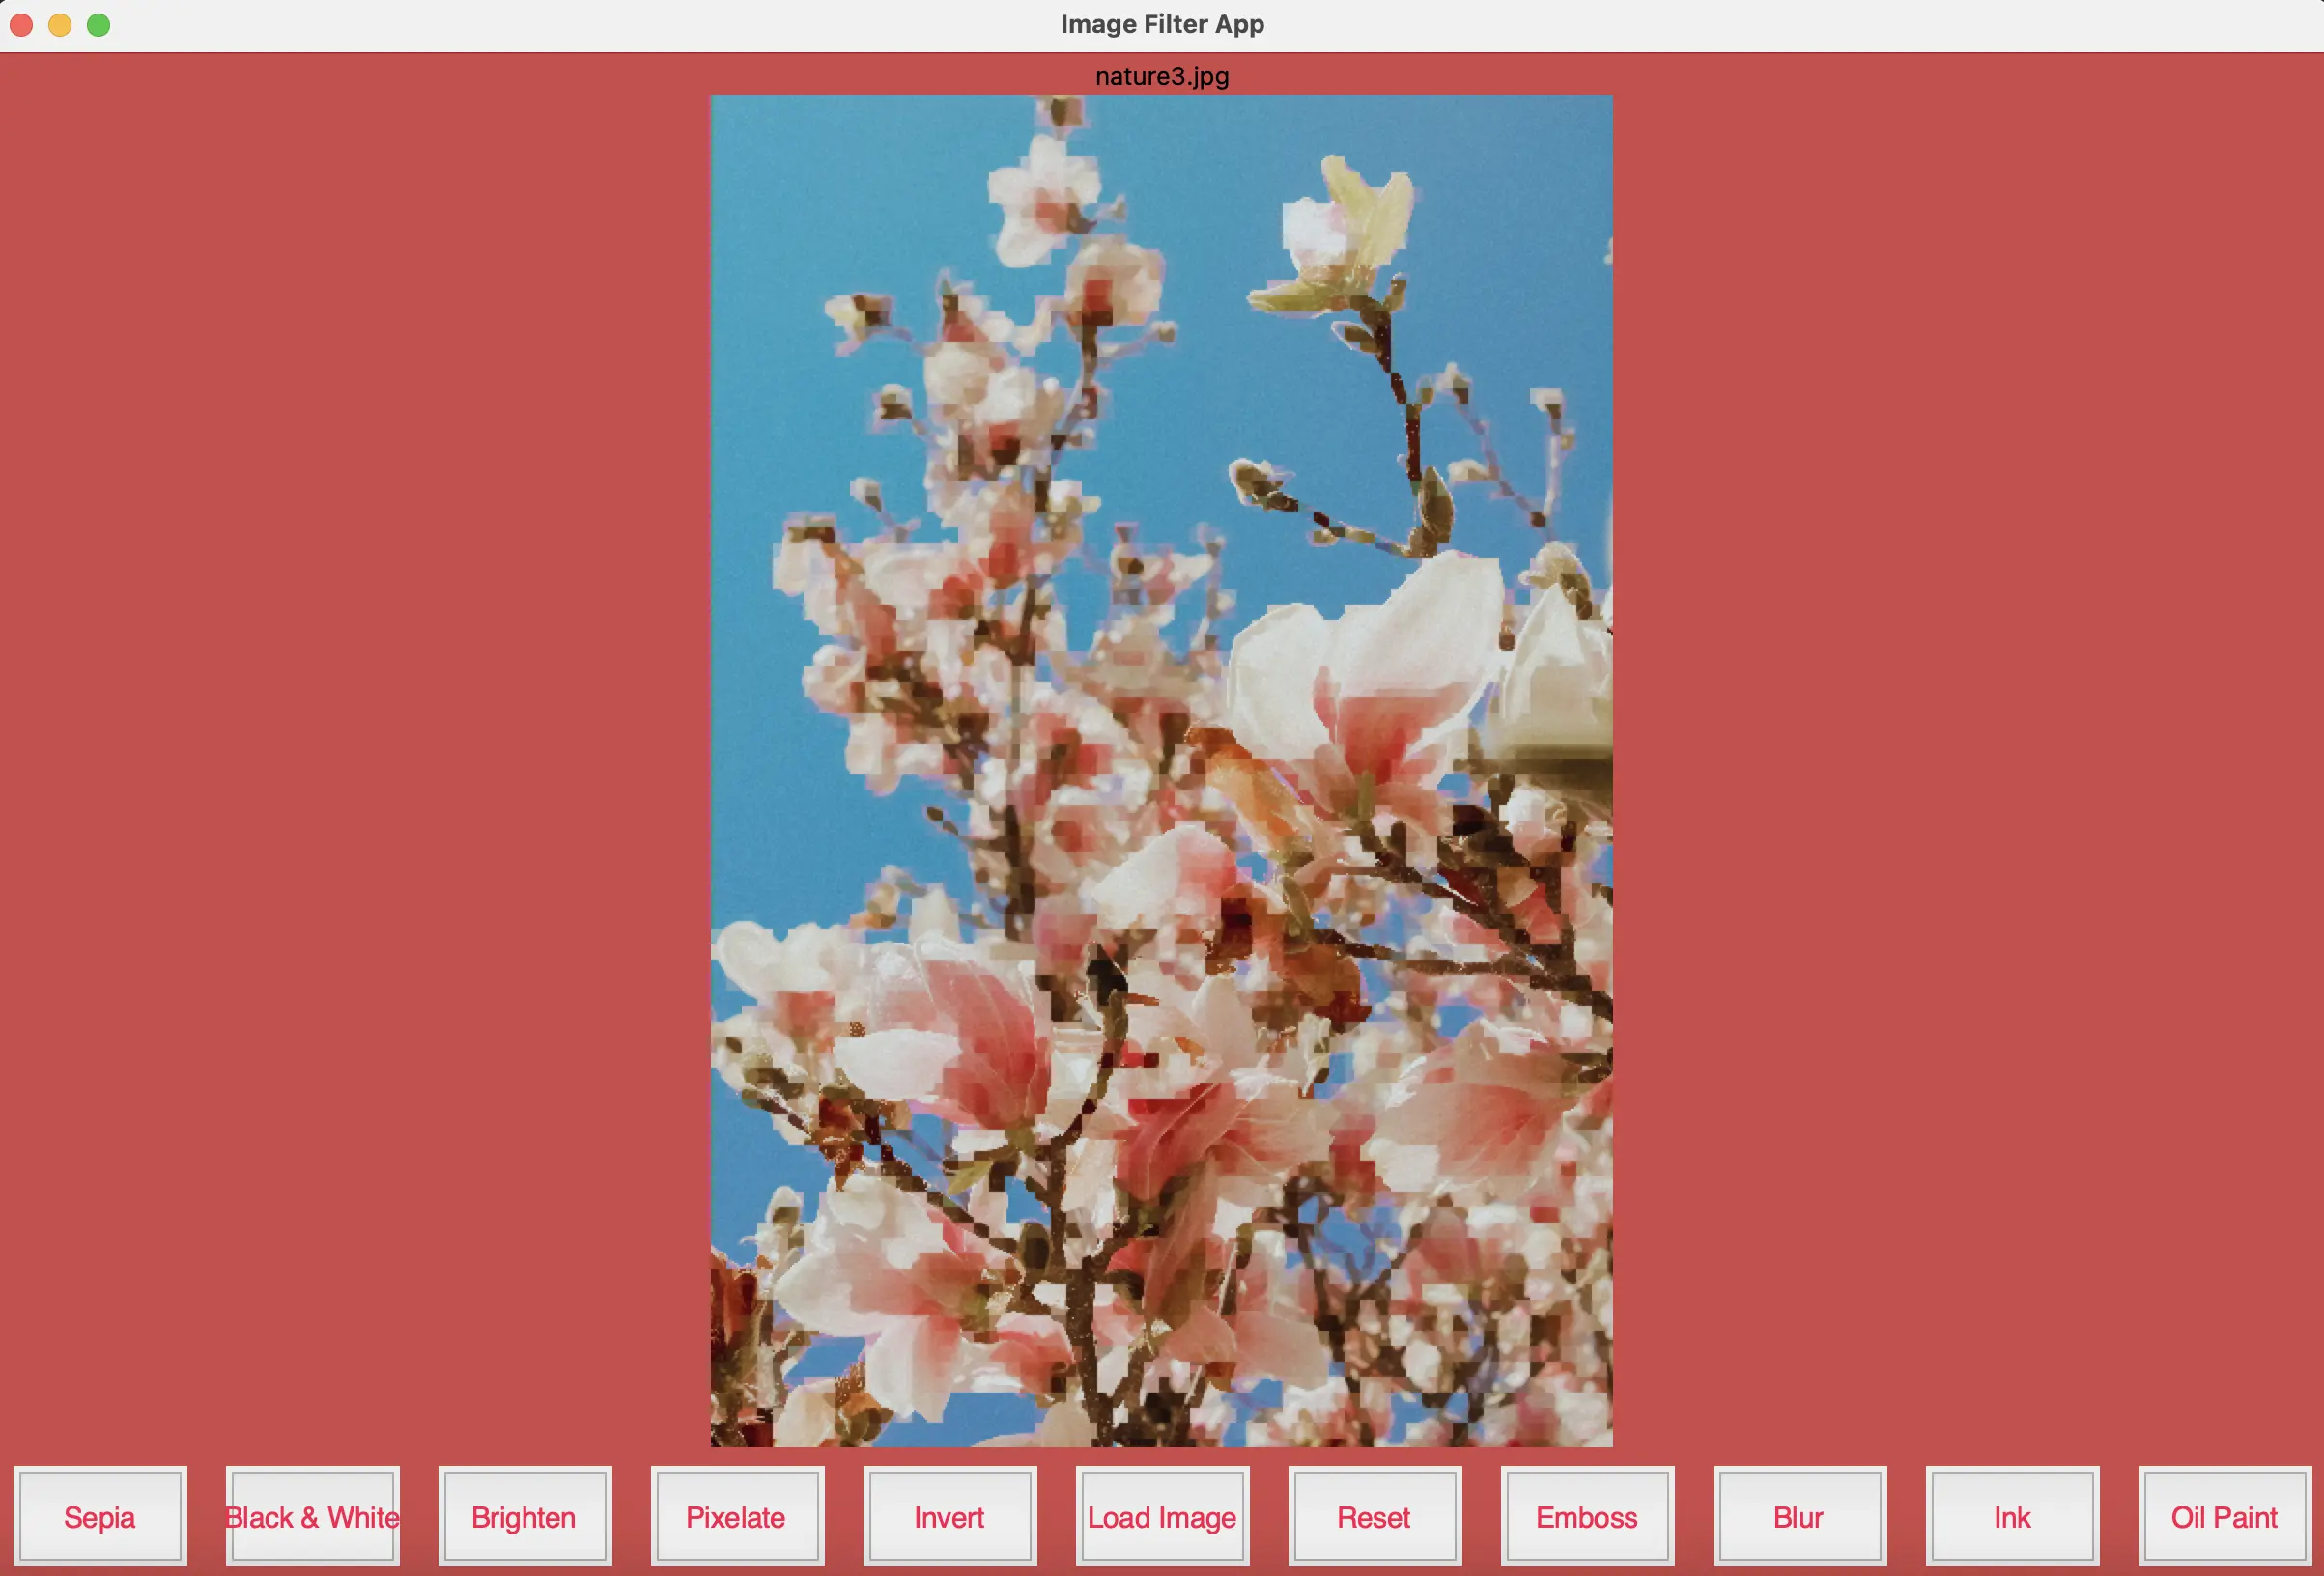 Image Filter App
nature3.jpg
Sepia
Black & White
Brighten
Pixelate
Invert
Load Image
Reset
Emboss
Blur
Ink
Oil Paint